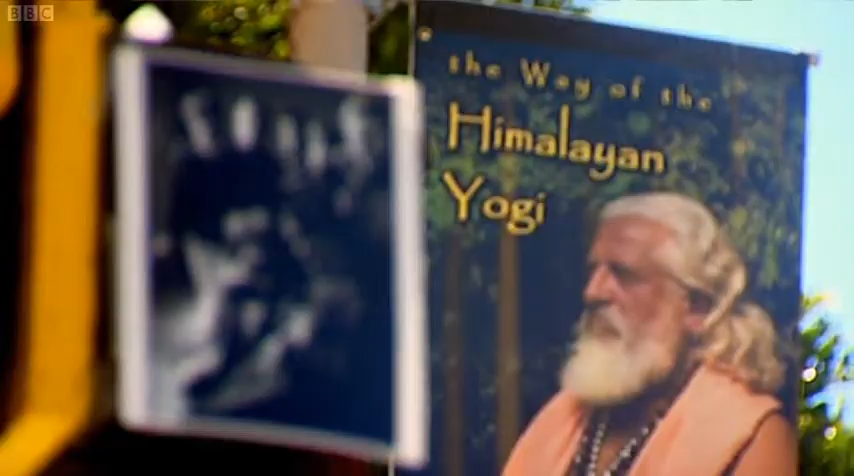 BBC
the Way of the
Himalayan
Yogi